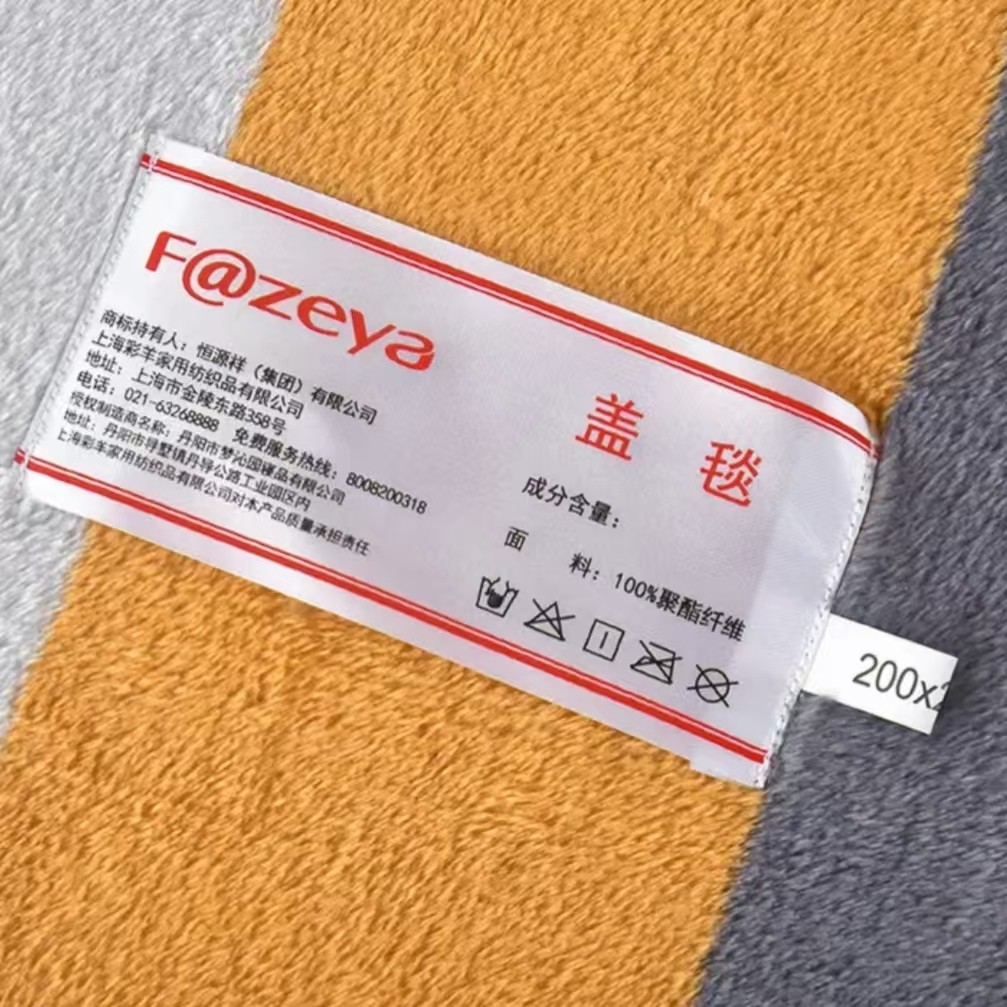 F@zeya
商标持有人：恒源祥（集团）有限公司
上海彩羊家用纺织品有限公司
地址：上海市金陵东路358号
电话：021-63268888 免费服务热线：8008200318
授权制造商名称：丹阳市梦沁园镁品有限公司
地址：丹阳市导墅镇丹导公路工业园区内
上海彩羊家用纺织品有限公司对本产品质量承担责任
盖 毯
成分含量：
面 料：100%聚酯纤维
200x2